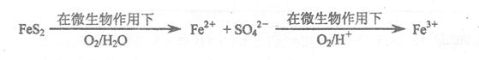 FeS₂ 在微生物作用下 O₂/H₂O Fe²⁺ + SO₄²⁻ 在微生物作用下 O₂/H⁺ Fe³⁺